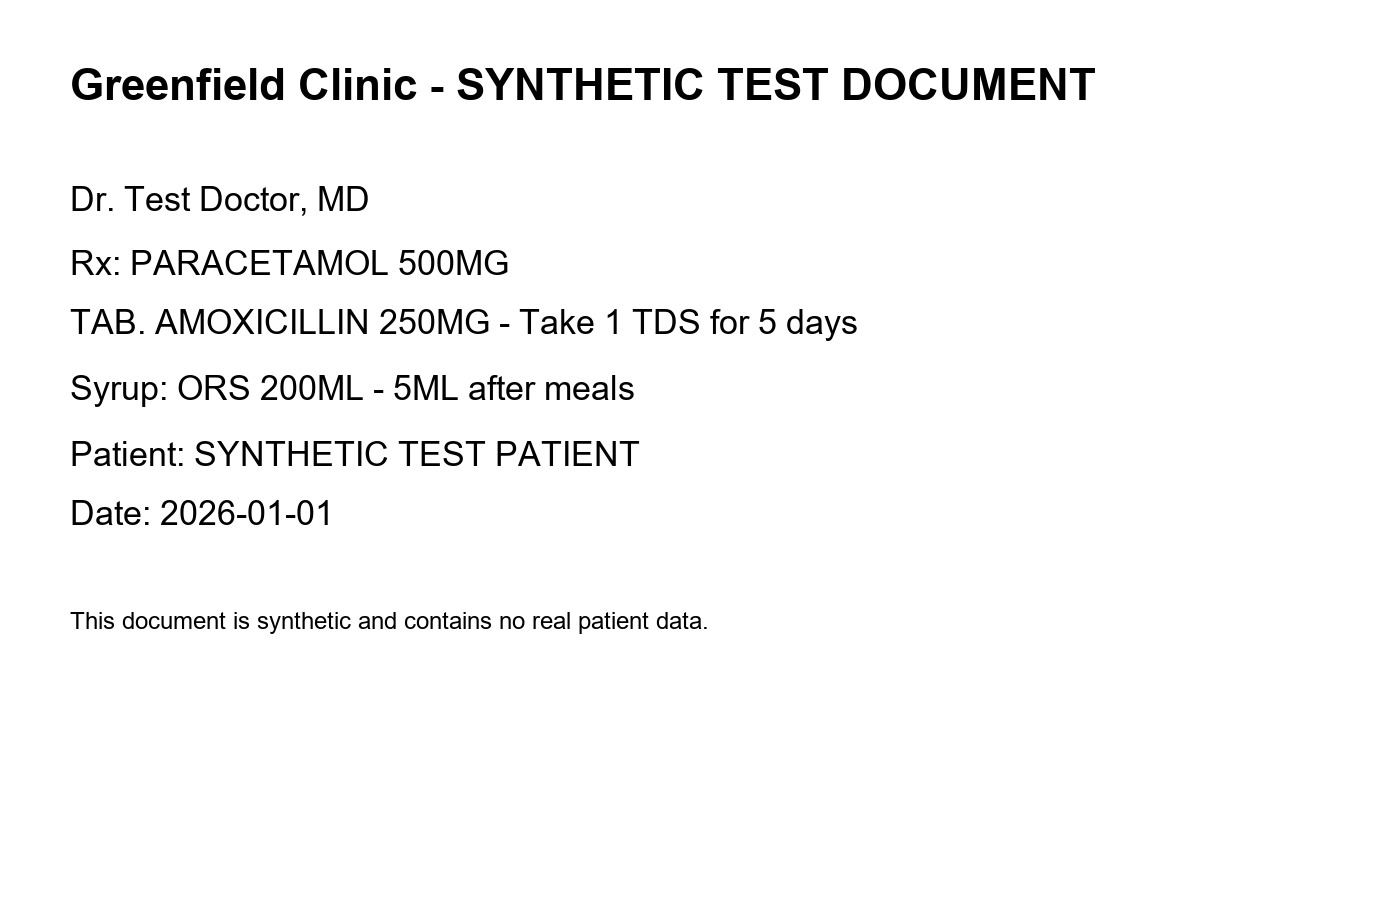 Greenfield Clinic - SYNTHETIC TEST DOCUMENT
Dr. Test Doctor, MD
Rx: PARACETAMOL 500MG
TAB. AMOXICILLIN 250MG - Take 1 TDS for 5 days
Syrup: ORS 200ML - 5ML after meals
Patient: SYNTHETIC TEST PATIENT
Date: 2026-01-01
This document is synthetic and contains no real patient data.